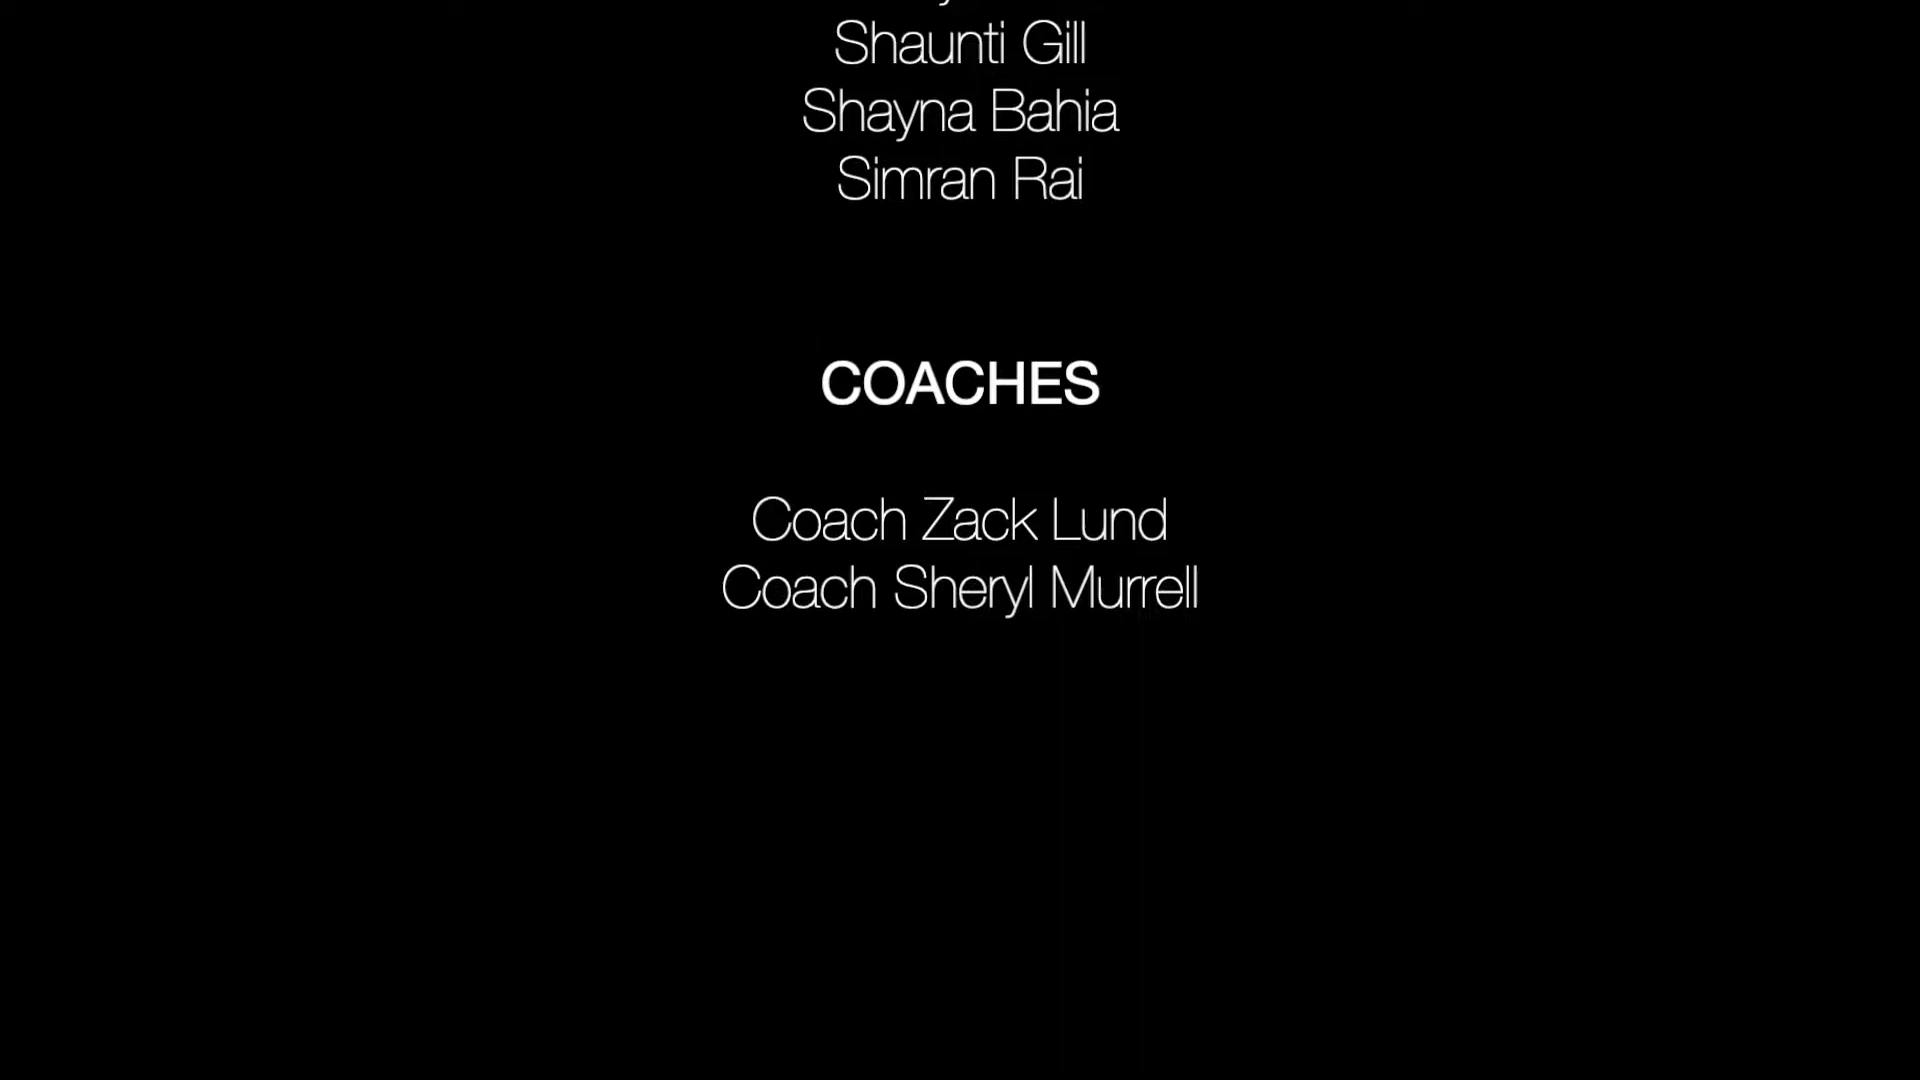 Shaunti Gill
Shayna Bahia
Simran Rai
COACHES
Coach Zack Lund
Coach Sheryl Murrell